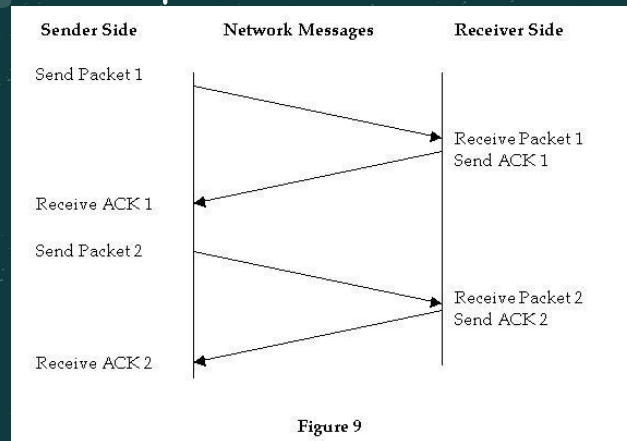 Sender Side Network Messages Receiver Side
Send Packet 1
Receive Packet 1
Send ACK 1
Receive ACK 1
Send Packet 2
Receive Packet 2
Send ACK 2
Receive ACK 2
Figure 9